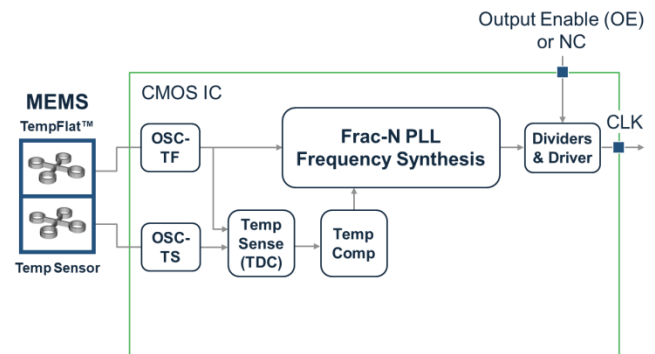 Output Enable (OE)
or NC
MEMS
TempFlat™
CMOS IC
CLK
OSC-
TF
Frac-N PLL
Frequency Synthesis
Dividers
& Driver
OSC-
TS
Temp
Sense
(TDC)
Temp
Comp
Temp Sensor